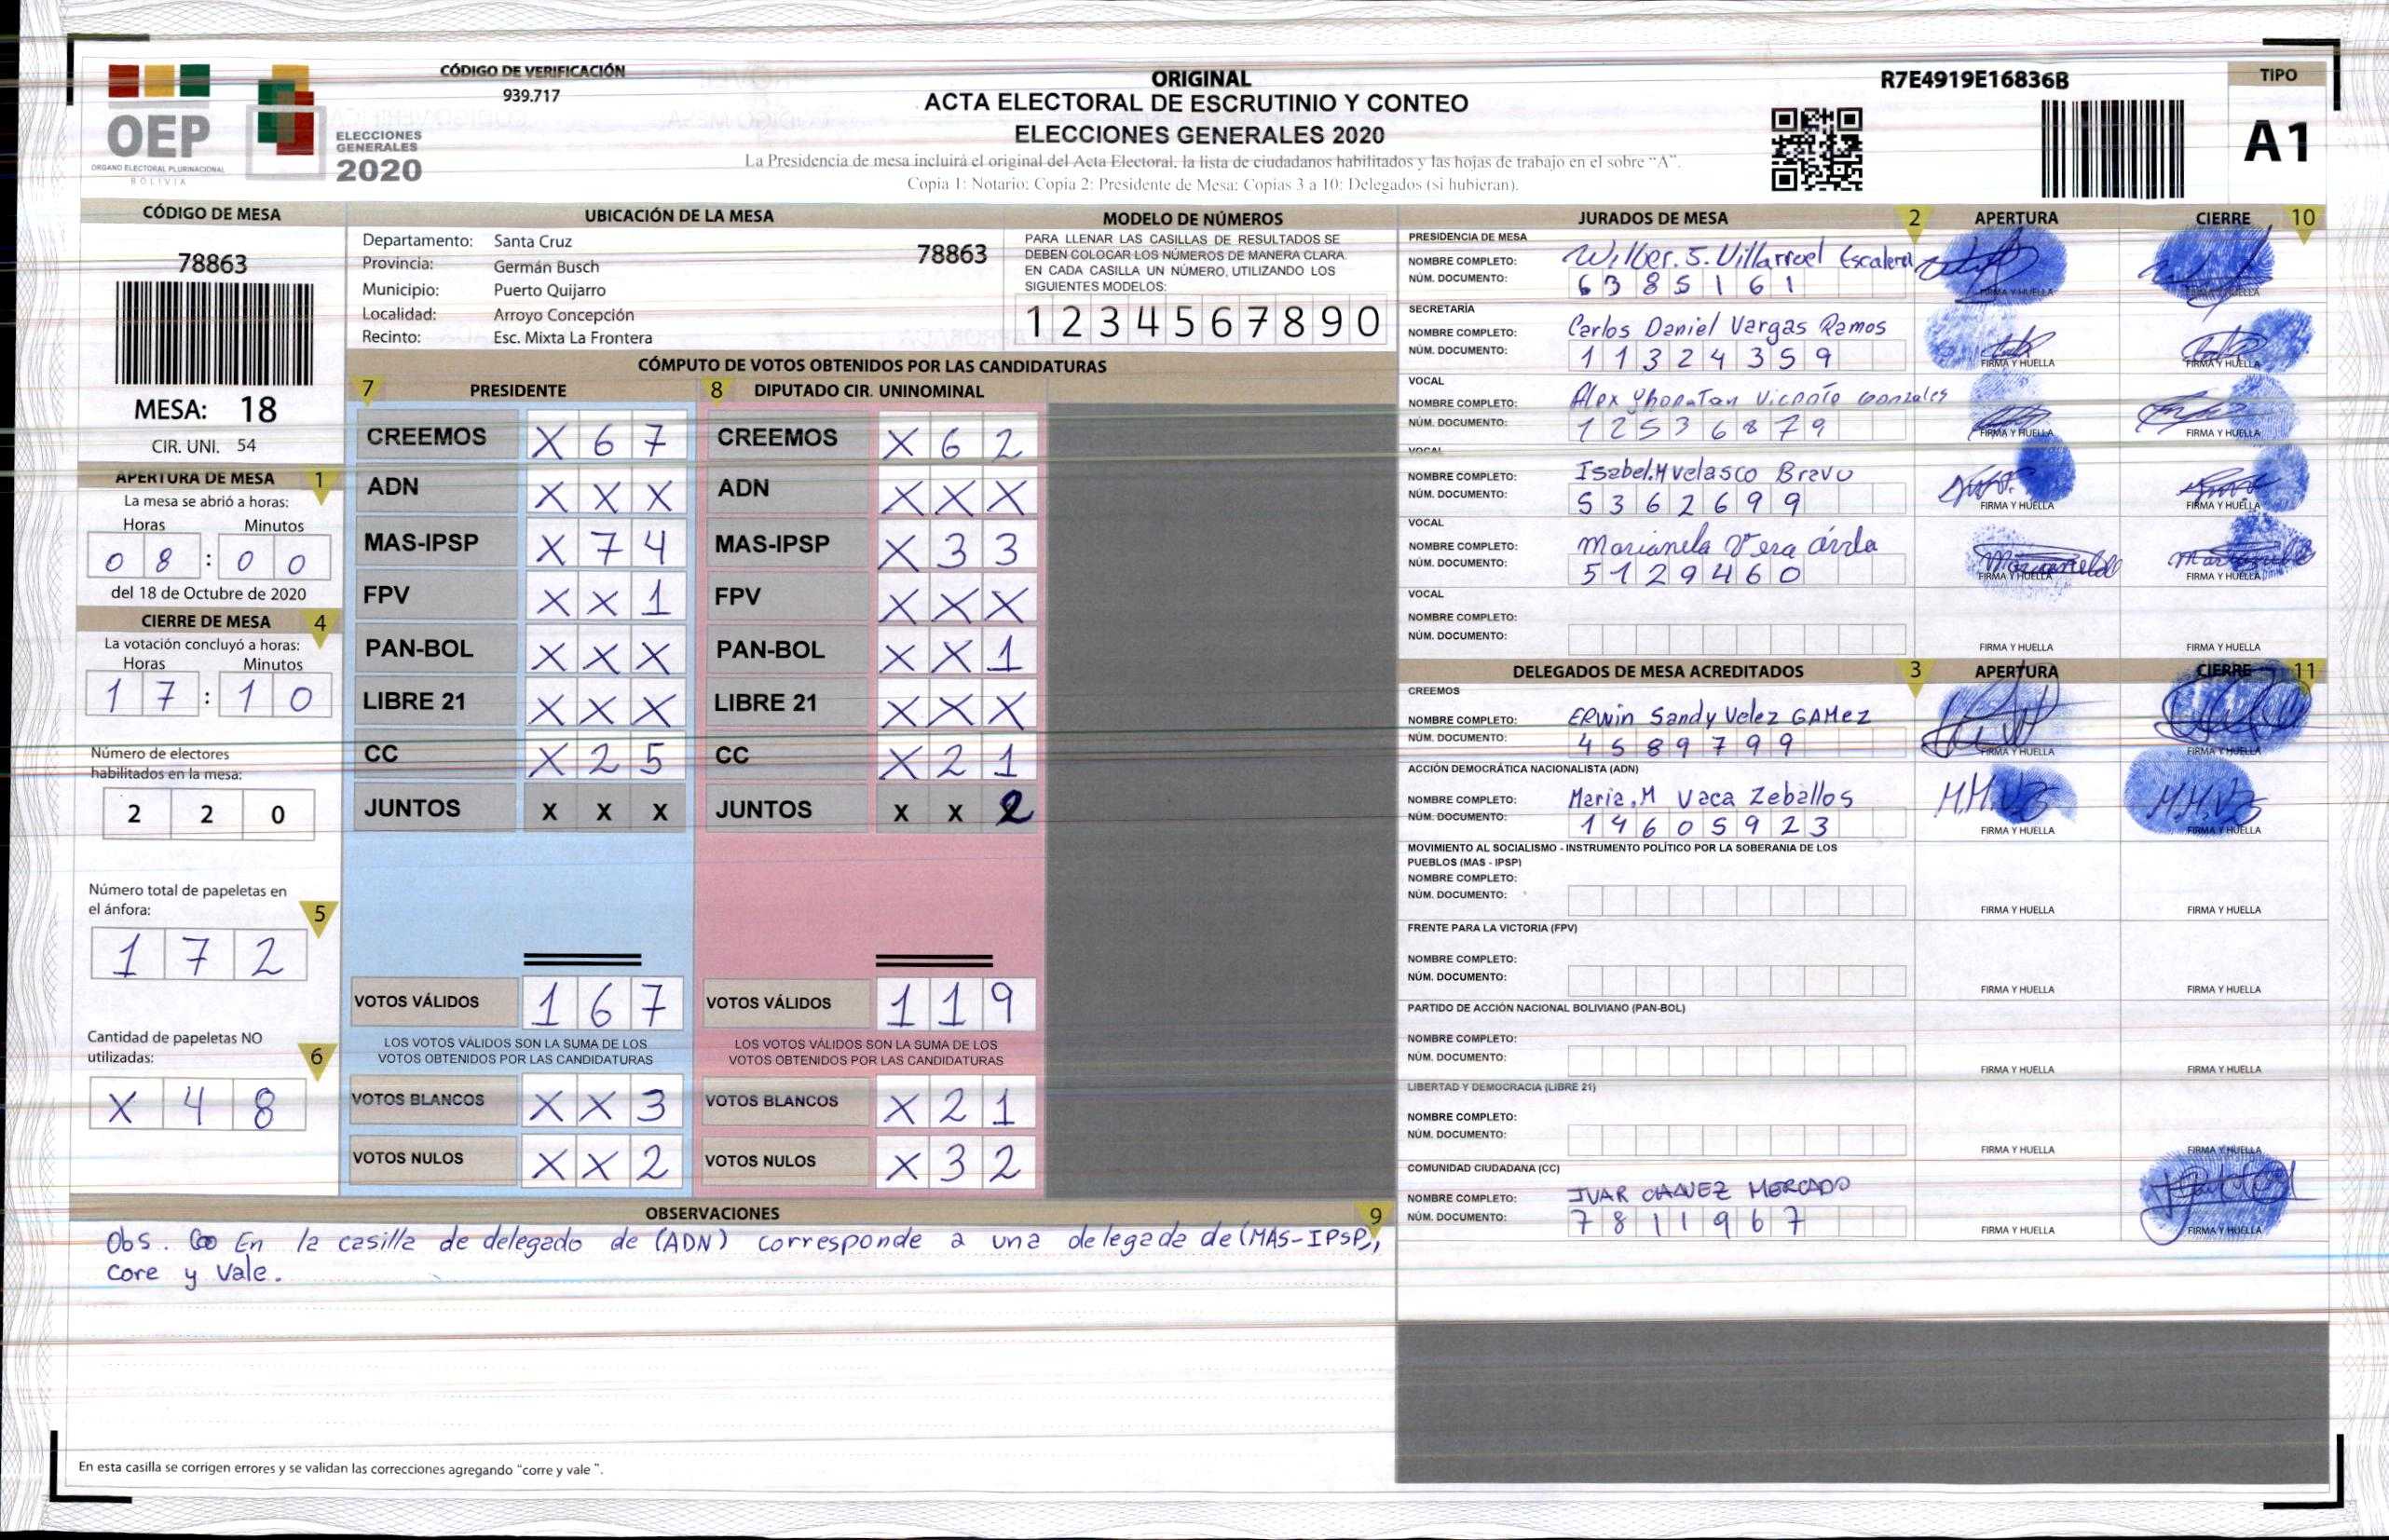 OEP
ORGANO ELECTORAL PLURINACIONAL
BOLIVIA
ELECCIONES
GENERALES
2020
CÓDIGO DE VERIFICACIÓN
939.717
ORIGINAL
ACTA ELECTORAL DE ESCRUTINIO Y CONTEO
ELECCIONES GENERALES 2020
La Presidencia de mesa incluirá el original del Acta Electoral, la lista de ciudadanos habilitados y las hojas de trabajo en el sobre “A”.
Copia 1: Notario; Copia 2: Presidente de Mesa; Copias 3 a 10: Delegados (si hubieran).
R7E4919E16836B
TIPO
A1
CÓDIGO DE MESA
78863
MESA: 18
CIR. UNI. 54
APERTURA DE MESA 1
La mesa se abrió a horas:
Horas Minutos
0 8 : 0 0
del 18 de Octubre de 2020
CIERRE DE MESA 4
La votación concluyó a horas:
Horas Minutos
1 7 : 1 0
Número de electores
habilitados en la mesa:
2 2 0
Número total de papeletas en
el ánfora: 5
1 7 2
Cantidad de papeletas NO
utilizadas: 6
X 4 8
UBICACIÓN DE LA MESA
Departamento: Santa Cruz 78863
Provincia: Germán Busch
Municipio: Puerto Quijarro
Localidad: Arroyo Concepción
Recinto: Esc. Mixta La Frontera
MODELO DE NÚMEROS
PARA LLENAR LAS CASILLAS DE RESULTADOS SE
DEBEN COLOCAR LOS NÚMEROS DE MANERA CLARA.
EN CADA CASILLA UN NÚMERO, UTILIZANDO LOS
SIGUIENTES MODELOS:
1 2 3 4 5 6 7 8 9 0
CÓMPUTO DE VOTOS OBTENIDOS POR LAS CANDIDATURAS
7 PRESIDENTE
CREEMOS X 6 7
ADN X X X
MAS-IPSP X 7 4
FPV X X 1
PAN-BOL X X X
LIBRE 21 X X X
CC X 2 5
JUNTOS X X X
VOTOS VÁLIDOS 1 6 7
LOS VOTOS VÁLIDOS SON LA SUMA DE LOS
VOTOS OBTENIDOS POR LAS CANDIDATURAS
VOTOS BLANCOS X X 3
VOTOS NULOS X X 2
8 DIPUTADO CIR. UNINOMINAL
CREEMOS X 6 2
ADN X X X
MAS-IPSP X 3 3
FPV X X X
PAN-BOL X X 1
LIBRE 21 X X X
CC X 2 1
JUNTOS X X 2
VOTOS VÁLIDOS 1 1 9
LOS VOTOS VÁLIDOS SON LA SUMA DE LOS
VOTOS OBTENIDOS POR LAS CANDIDATURAS
VOTOS BLANCOS X 2 1
VOTOS NULOS X 3 2
OBSERVACIONES 9
Obs. En la casilla de delegado de (ADN) corresponde a una delegada de (MAS-IPSP),
Core y Vale.
En esta casilla se corrigen errores y se validan las correcciones agregando “corre y vale ”.
JURADOS DE MESA 2 APERTURA CIERRE 10
PRESIDENCIA DE MESA
NOMBRE COMPLETO: Wilber. S. Villarroel Escalera
NÚM. DOCUMENTO: 6 3 8 5 1 6 1
FIRMA Y HUELLA FIRMA Y HUELLA
SECRETARÍA
NOMBRE COMPLETO: Carlos Daniel Vargas Ramos
NÚM. DOCUMENTO: 1 1 3 2 4 3 5 9
FIRMA Y HUELLA FIRMA Y HUELLA
VOCAL
NOMBRE COMPLETO: Alex Yhonatan Vicente Gonzales
NÚM. DOCUMENTO: 1 2 5 3 6 8 7 9
FIRMA Y HUELLA FIRMA Y HUELLA
VOCAL
NOMBRE COMPLETO: Isabel.M velasco Bravo
NÚM. DOCUMENTO: 5 3 6 2 6 9 9
FIRMA Y HUELLA FIRMA Y HUELLA
VOCAL
NOMBRE COMPLETO: Marianela Vera
NÚM. DOCUMENTO: 5 1 2 9 4 6 0
FIRMA Y HUELLA FIRMA Y HUELLA
VOCAL
NOMBRE COMPLETO:
NÚM. DOCUMENTO:
FIRMA Y HUELLA FIRMA Y HUELLA
DELEGADOS DE MESA ACREDITADOS 3 APERTURA CIERRE 11
CREEMOS
NOMBRE COMPLETO: ERWin Sandy Velez GAMez
NÚM. DOCUMENTO: 4 5 8 9 7 9 9
FIRMA Y HUELLA FIRMA Y HUELLA
ACCIÓN DEMOCRÁTICA NACIONALISTA (ADN)
NOMBRE COMPLETO: Maria.M Vaca Zeballos
NÚM. DOCUMENTO: 1 4 6 0 5 9 2 3
FIRMA Y HUELLA FIRMA Y HUELLA
MOVIMIENTO AL SOCIALISMO - INSTRUMENTO POLÍTICO POR LA SOBERANIA DE LOS
PUEBLOS (MAS - IPSP)
NOMBRE COMPLETO:
NÚM. DOCUMENTO:
FIRMA Y HUELLA FIRMA Y HUELLA
FRENTE PARA LA VICTORIA (FPV)
NOMBRE COMPLETO:
NÚM. DOCUMENTO:
FIRMA Y HUELLA FIRMA Y HUELLA
PARTIDO DE ACCIÓN NACIONAL BOLIVIANO (PAN-BOL)
NOMBRE COMPLETO:
NÚM. DOCUMENTO:
FIRMA Y HUELLA FIRMA Y HUELLA
LIBERTAD Y DEMOCRACIA (LIBRE 21)
NOMBRE COMPLETO:
NÚM. DOCUMENTO:
FIRMA Y HUELLA FIRMA Y HUELLA
COMUNIDAD CIUDADANA (CC)
NOMBRE COMPLETO: IVAR CHAVEZ MERCADO
NÚM. DOCUMENTO: 7 8 1 1 9 6 7
FIRMA Y HUELLA FIRMA Y HUELLA